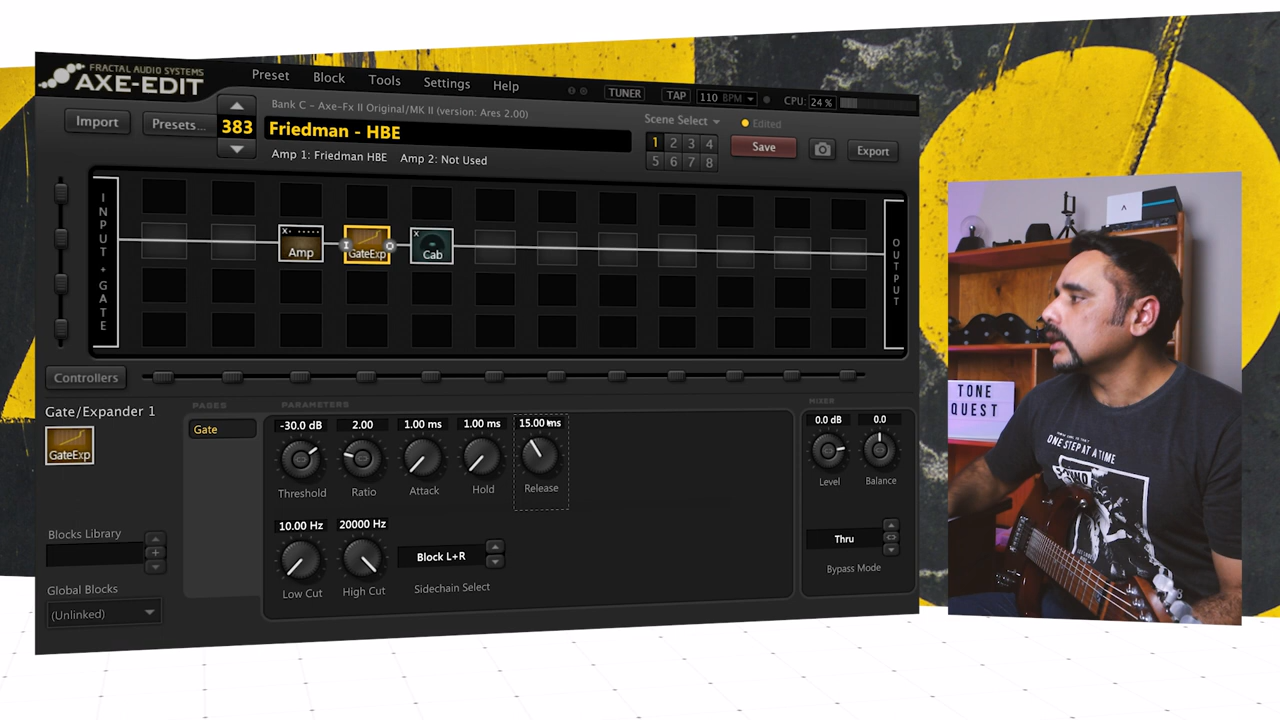 FRACTAL AUDIO SYSTEMS
AXE-EDIT
Preset Block Tools Settings Help
TUNER TAP 110 BPM CPU: 24 %
Import Presets... 383
Bank C - Axe-Fx II Original/MK II (version: Ares 2.00)
Friedman - HBE
Amp 1: Friedman HBE Amp 2: Not Used
Scene Select Edited
1 2 3 4
5 6 7 8
Save Export
INPUT + GATE
X Amp
GateExp
X Cab
OUTPUT
Controllers
Gate/Expander 1
GateExp
PAGES
Gate
PARAMETERS
-30.0 dB 2.00 1.00 ms 1.00 ms 15.00 ms
Threshold Ratio Attack Hold Release
10.00 Hz 20000 Hz
Block L+R
Low Cut High Cut Sidechain Select
MIXER
0.0 dB 0.0
Level Balance
Thru
Bypass Mode
Blocks Library
Global Blocks
(Unlinked)
TONE
QUEST
ONE STEP AT A TIME